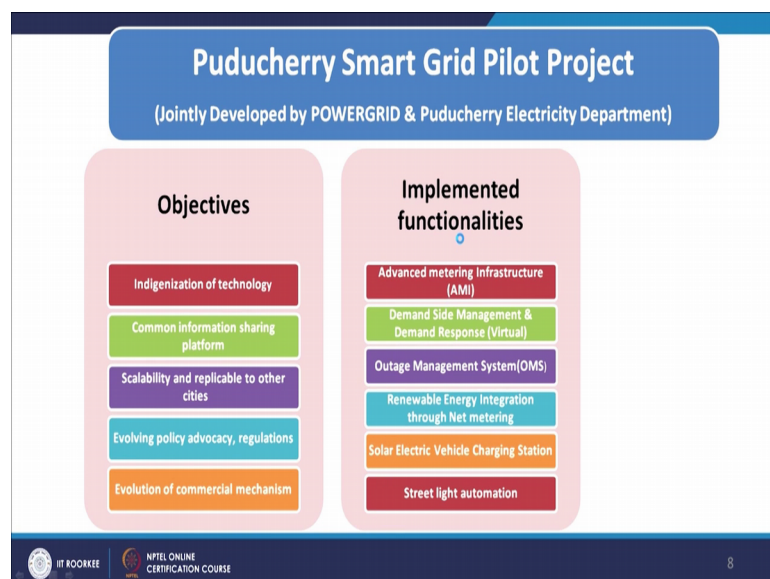 Puducherry Smart Grid Pilot Project
(Jointly Developed by POWERGRID & Puducherry Electricity Department)
Objectives
Indigenization of technology
Common information sharing
platform
Scalability and replicable to other
cities
Evolving policy advocacy, regulations
Evolution of commercial mechanism
Implemented
functionalities
Advanced metering Infrastructure
(AMI)
Demand Side Management &
Demand Response (Virtual)
Outage Management System(OMS)
Renewable Energy Integration
through Net metering
Solar Electric Vehicle Charging Station
Street light automation
IIT ROORKEE
NPTEL ONLINE
CERTIFICATION COURSE
8